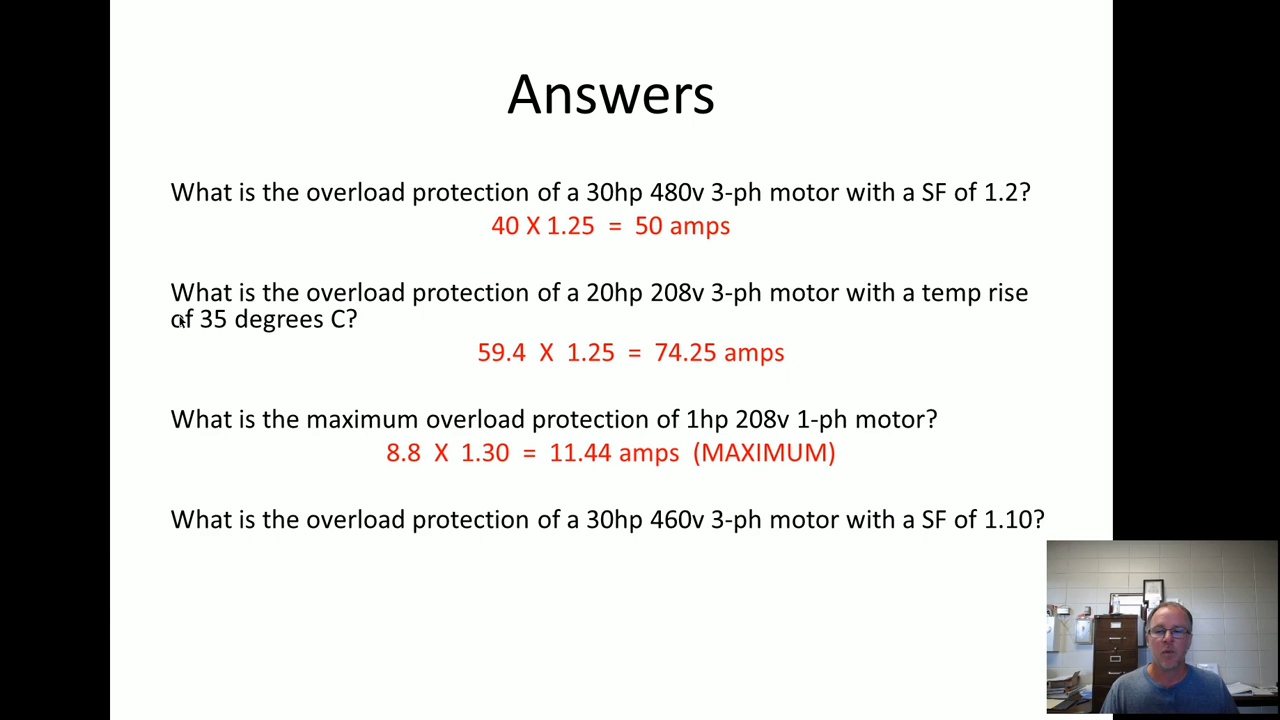 Answers
What is the overload protection of a 30hp 480v 3-ph motor with a SF of 1.2?
40 X 1.25 = 50 amps
What is the overload protection of a 20hp 208v 3-ph motor with a temp rise
of 35 degrees C?
59.4 X 1.25 = 74.25 amps
What is the maximum overload protection of 1hp 208v 1-ph motor?
8.8 X 1.30 = 11.44 amps (MAXIMUM)
What is the overload protection of a 30hp 460v 3-ph motor with a SF of 1.10?